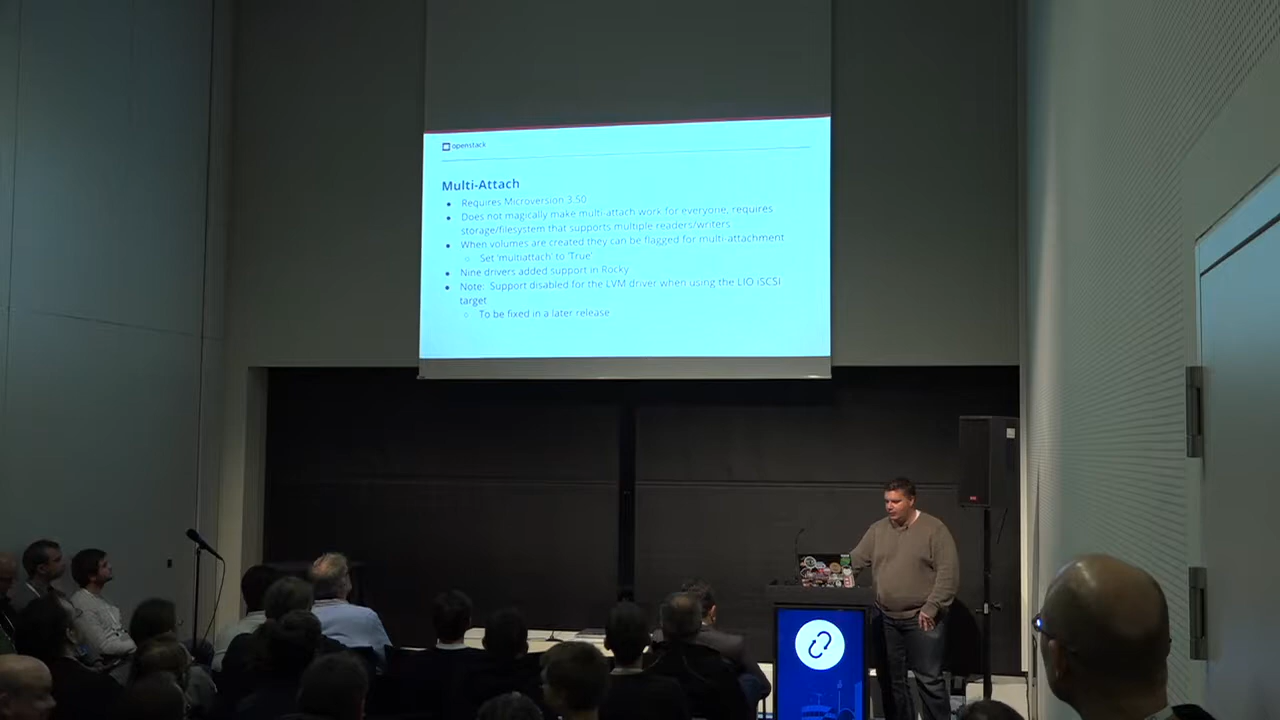 openstack
Multi-Attach
● Requires Microversion 3.50
● Does not magically make multi-attach work for everyone, requires
storage/filesystem that supports multiple readers/writers
● When volumes are created they can be flagged for multi-attachment
○ Set 'multiattach' to 'True'
● Nine drivers added support in Rocky
● Note: Support disabled for the LVM driver when using the LIO iSCSI
target
○ To be fixed in a later release